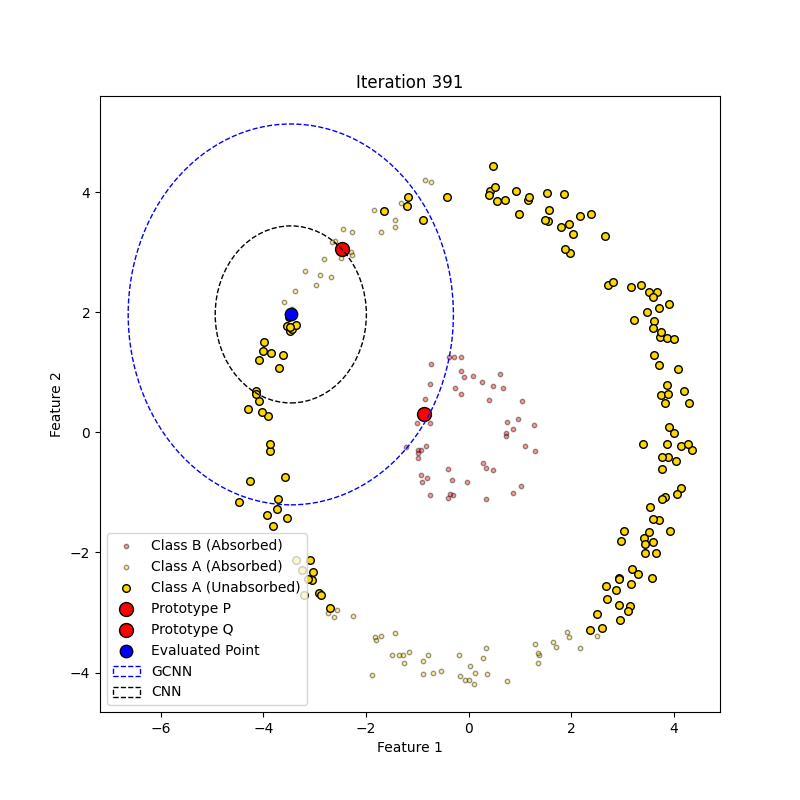 Iteration 391
Feature 2
4
2
0
−2
−4
Class B (Absorbed)
Class A (Absorbed)
Class A (Unabsorbed)
Prototype P
Prototype Q
Evaluated Point
GCNN
CNN
−6 −4 −2 0 2 4
Feature 1